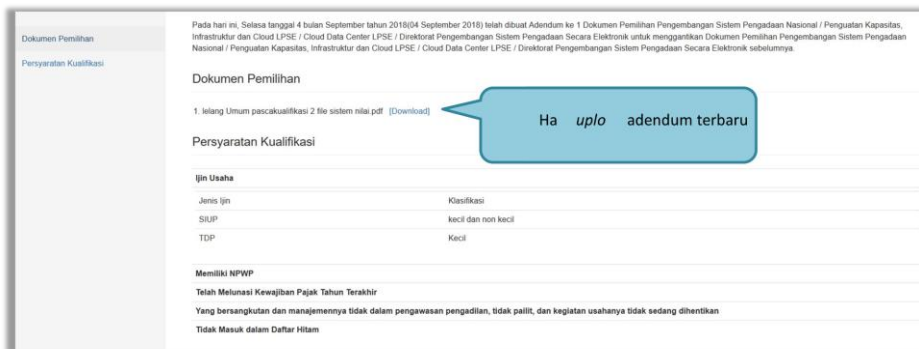 Dokumen Pemilihan
Persyaratan Kualifikasi
Pada hari ini, Selasa tanggal 4 bulan September tahun 2018(04 September 2018) telah dibuat Adendum ke 1 Dokumen Pemilihan Pengembangan Sistem Pengadaan Nasional / Penguatan Kapasitas,
Infrastruktur dan Cloud LPSE / Cloud Data Center LPSE / Direktorat Pengembangan Sistem Pengadaan Secara Elektronik untuk menggantikan Dokumen Pemilihan Pengembangan Sistem Pengadaan
Nasional / Penguatan Kapasitas, Infrastruktur dan Cloud LPSE / Cloud Data Center LPSE / Direktorat Pengembangan Sistem Pengadaan Secara Elektronik sebelumnya.
Dokumen Pemilihan
1. lelang Umum pascakualifikasi 2 file sistem nilai.pdf [Download]
Ha uplo adendum terbaru
Persyaratan Kualifikasi
Ijin Usaha
Jenis Ijin Klasifikasi
SIUP kecil dan non kecil
TDP Kecil
Memiliki NPWP
Telah Melunasi Kewajiban Pajak Tahun Terakhir
Yang bersangkutan dan manajemennya tidak dalam pengawasan pengadilan, tidak pailit, dan kegiatan usahanya tidak sedang dihentikan
Tidak Masuk dalam Daftar Hitam